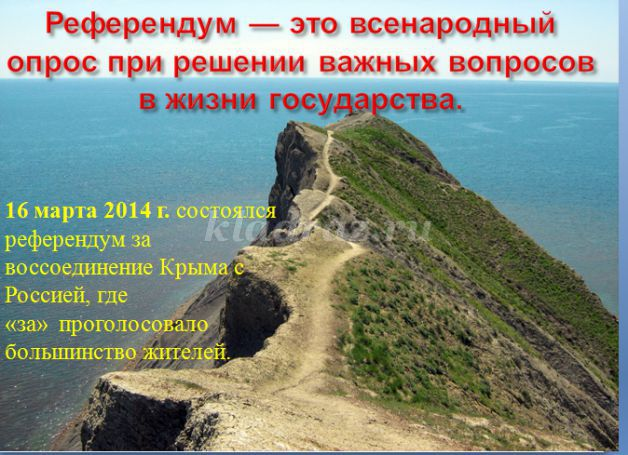 Референдум — это всенародный
опрос при решении важных вопросов
в жизни государства.
16 марта 2014 г. состоялся
референдум за
воссоединение Крыма с
Россией, где
«за» проголосовало
большинство жителей.
kladraz.ru